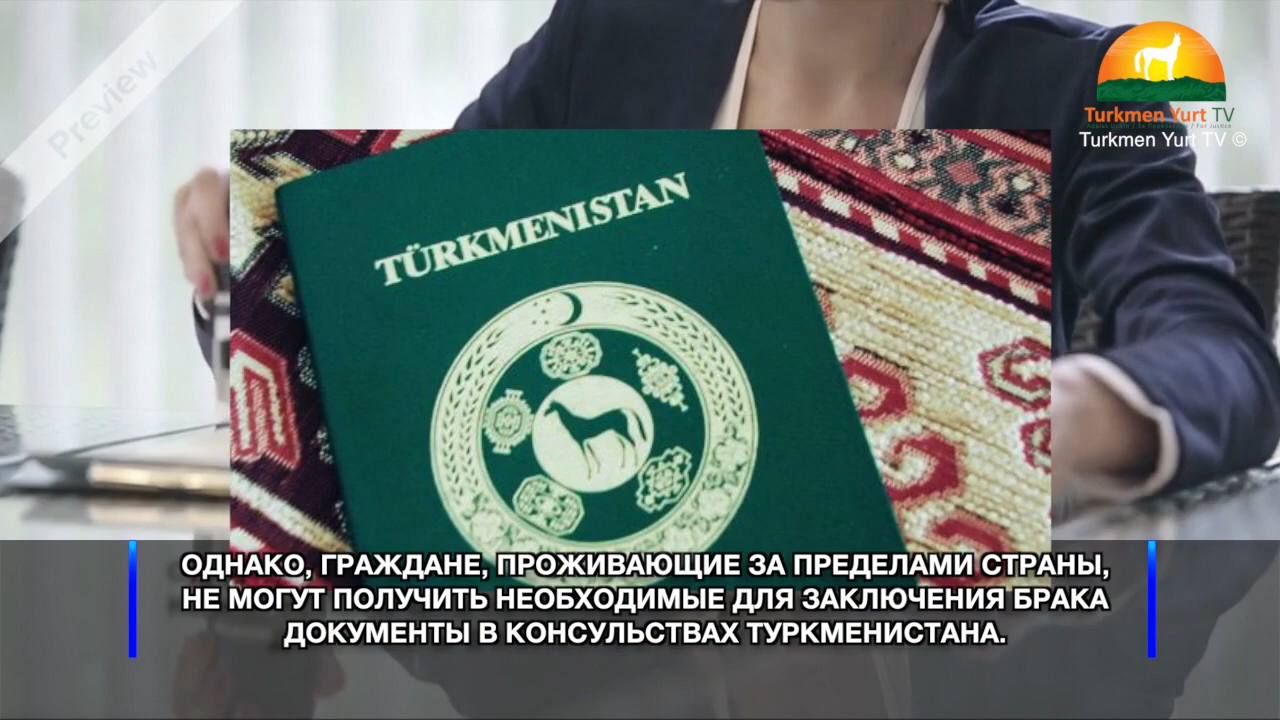 Preview
Turkmen Yurt TV
Turkmen Yurt TV ©
TÜRKMENISTAN
ОДНАКО, ГРАЖДАНЕ, ПРОЖИВАЮЩИЕ ЗА ПРЕДЕЛАМИ СТРАНЫ,
НЕ МОГУТ ПОЛУЧИТЬ НЕОБХОДИМЫЕ ДЛЯ ЗАКЛЮЧЕНИЯ БРАКА
ДОКУМЕНТЫ В КОНСУЛЬСТВАХ ТУРКМЕНИСТАНА.